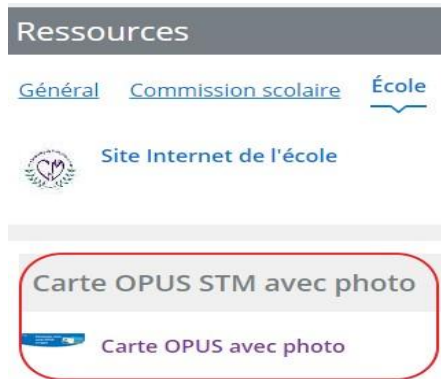 Ressources
Général Commission scolaire École
Site Internet de l'école
Carte OPUS STM avec photo
Carte OPUS avec photo